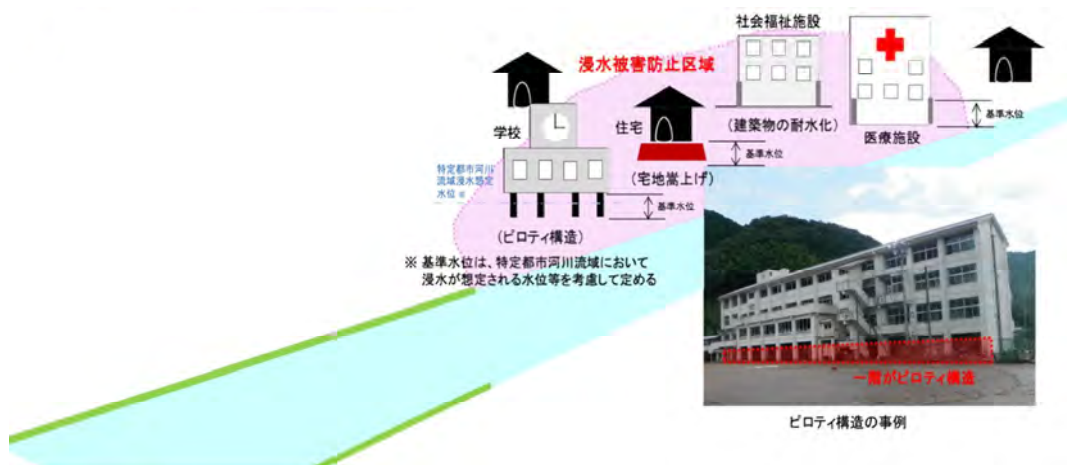 社会福祉施設
浸水被害防止区域
学校
住宅
(建築物の耐水化)
医療施設
基準水位
基準水位
(宅地嵩上げ)
特定都市河川
流域浸水想定
水位 ※
基準水位
(ピロティ構造)
※ 基準水位は、特定都市河川流域において
浸水が想定される水位等を考慮して定める
一階がピロティ構造
ピロティ構造の事例